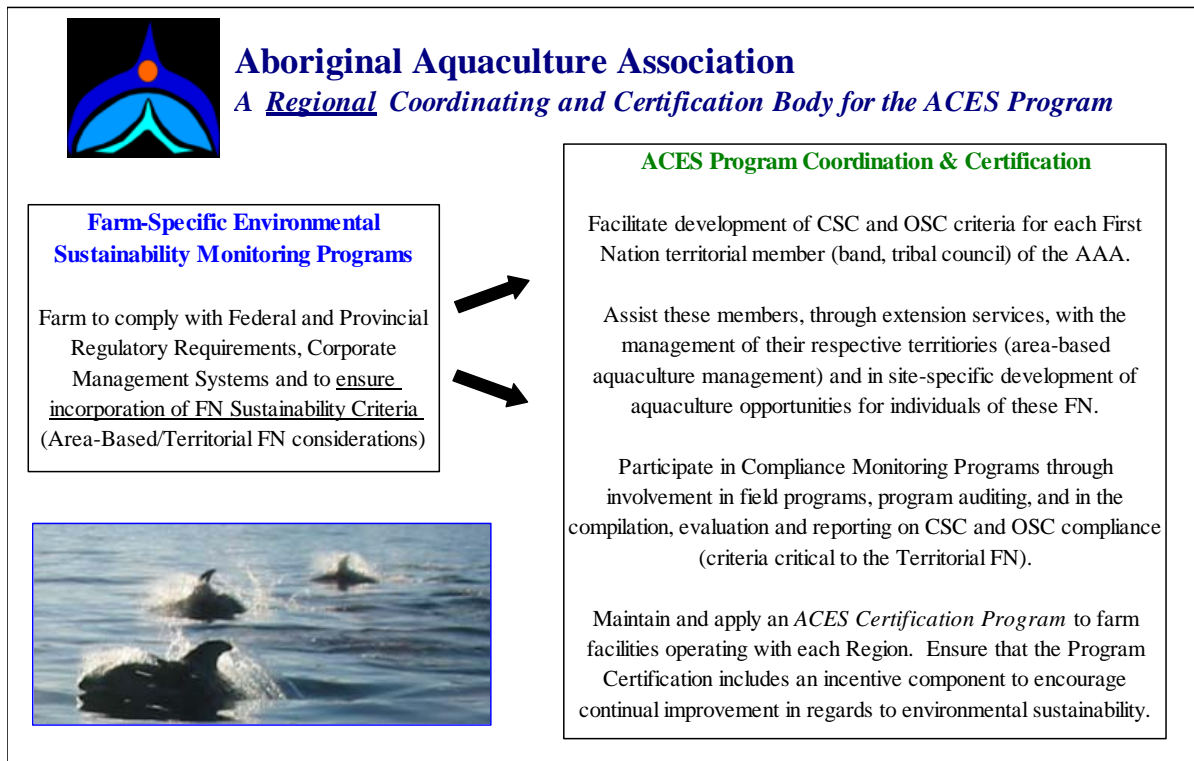 Aboriginal Aquaculture Association
A Regional Coordinating and Certification Body for the ACES Program
Farm-Specific Environmental
Sustainability Monitoring Programs
Farm to comply with Federal and Provincial
Regulatory Requirements, Corporate
Management Systems and to ensure
incorporation of FN Sustainability Criteria
(Area-Based/Territorial FN considerations)
ACES Program Coordination & Certification
Facilitate development of CSC and OSC criteria for each First
Nation territorial member (band, tribal council) of the AAA.
Assist these members, through extension services, with the
management of their respective territiories (area-based
aquaculture management) and in site-specific development of
aquaculture opportunities for individuals of these FN.
Participate in Compliance Monitoring Programs through
involvement in field programs, program auditing, and in the
compilation, evaluation and reporting on CSC and OSC compliance
(criteria critical to the Territorial FN).
Maintain and apply an ACES Certification Program to farm
facilities operating with each Region. Ensure that the Program
Certification includes an incentive component to encourage
continual improvement in regards to environmental sustainability.